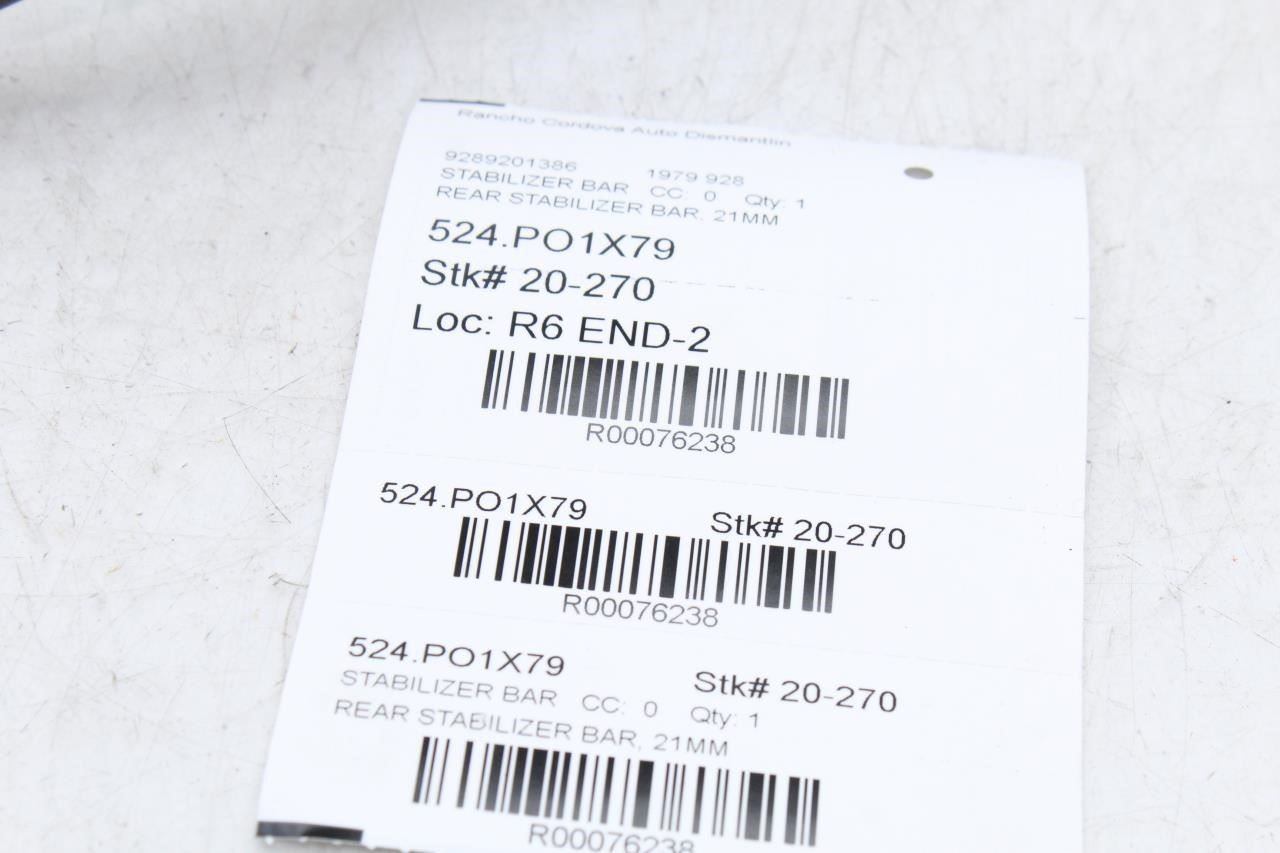 Rancho Cordova Auto Dismantlin
9289201386 1979 928
STABILIZER BAR CC: 0 Qty: 1
REAR STABILIZER BAR, 21MM
524.PO1X79
Stk# 20-270
Loc: R6 END-2
R00076238
524.PO1X79 Stk# 20-270
R00076238
524.PO1X79 Stk# 20-270
STABILIZER BAR CC: 0 Qty: 1
REAR STABILIZER BAR, 21MM
R00076238